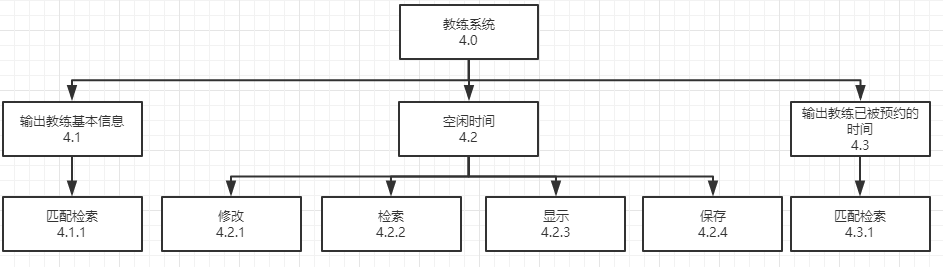 教练系统
4.0
输出教练基本信息
4.1
空闲时间
4.2
输出教练已被预约的
时间
4.3
匹配检索
4.1.1
修改
4.2.1
检索
4.2.2
显示
4.2.3
保存
4.2.4
匹配检索
4.3.1